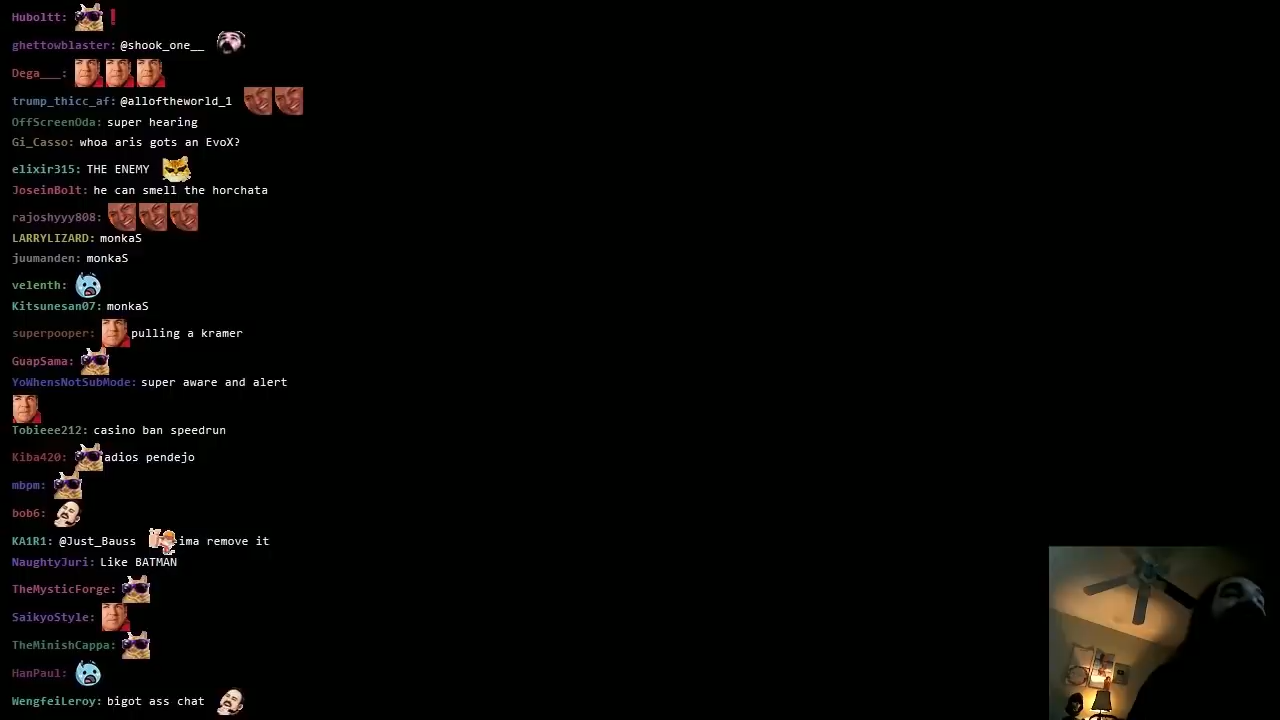 Huboltt:
ghettowblaster: @shook_one__
Dega___:
trump_thicc_af: @alloftheworld_1
OffScreenOda: super hearing
Gi_Casso: whoa aris gots an EvoX?
elixir315: THE ENEMY
JoseinBolt: he can smell the horchata
rajoshyyy808:
LARRYLIZARD: monkaS
juumanden: monkaS
velenth:
Kitsunesan07: monkaS
superpooper: pulling a kramer
GuapSama:
YoWhensNotSubMode: super aware and alert
Tobieee212: casino ban speedrun
Kiba420: adios pendejo
mbpm:
bob6:
KA1R1: @Just_Bauss ima remove it
NaughtyJuri: Like BATMAN
TheMysticForge:
SaikyoStyle:
TheMinishCappa:
HanPaul:
WengfeiLeroy: bigot ass chat